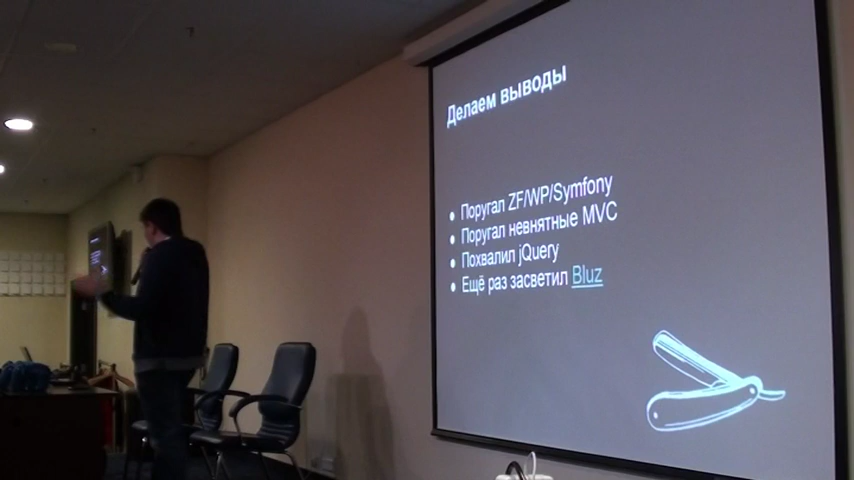 Делаем выводы
● Поругал ZF/WP/Symfony
● Поругал невнятные MVC
● Похвалил jQuery
● Ещё раз засветил Bluz